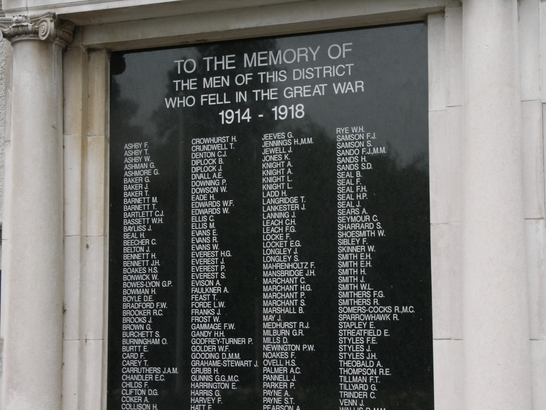 TO THE MEMORY OF
THE MEN OF THIS DISTRICT
WHO FELL IN THE GREAT WAR
1914 - 1918
ASHBY F.
ASHBY T.
ASHBY W.
ASHMAN G.
ASHMORE G.
BAKER G.
BAKER J.
BAKER T.
BARNETT M.
BARNETT T.
BARTLETT C.J.
BASSETT W.H.
BAYLISS J.
BEAL H.
BEECHER C.
BELTON J.
BENNETT H.
BENNETT J.H.
BOAKES H.S.
BONWICK W.
BOWES-LYON G.P.
BOWMAN H.
BOYLE D.E.
BRADFORD F.W.
BROOKER R.C.
BROOKS J.
BROWN G.
BURCHETT S.
BURNINGHAM O.
BURTT E.
CARD F.
CAREY T.
CARRUTHERS J.A.M.
CHANDLER E.C.
CHILDS F.
CLIFTON D.G.
COKER A.
COLLISON H.
CROWHURST H.
CRUNDWELL T.
DENTON C.J.
DIPLOCK B.
DIPLOCK J.
DIVALL A.E.
DOWNING P.
DOWSON W.
EADE H.
EDWARDS W.F.
EDWARDS W.
ELLIS C.
ELLIS M.
EVANS E.
EVANS R.
EVANS W.
EVEREST H.G.
EVEREST J.
EVEREST P.
EVEREST S.
EVISON A.
FAULKNER A.
FEAST T.
FORDE L.W.
FRANKS J.
FROST W.
GAMMAGE F.W.
GANDY H.H.
GODFREY-TURNER P.
GOLDER W.F.
GOODING D.M.M.
GRAHAME-STEWART J.
GRUBB H.
GUNNIS G.G.,MC.
HARRINGTON E.
HARRIS G.
HARVEY F.
HATT F.
JEEVES G.
JENNINGS H.,M.M.
JEWELL J.
JONES K.
KNIGHT A.
KNIGHT A.
KNIGHT L.
KNIGHT L.
LADD H.
LANGRIDGE T.
LANKESTER J.
LANNING J.
LEACH C.H.
LEACH F.G.
LOCKE F.
LOCKET E.G.
LONGLEY J.
LONGLEY S.
MAHRENHOLTZ F.
MANSBRIDGE J.H.
MARCHANT C.
MARCHANT H.G.
MARCHANT P.
MARCHANT S.
MARSHALL B.
MAY J.
MEDHURST R.J.
MILBURN G.R.
MILLS D.
NEWINGTON P.W.
NOAKES F.
OVELL H.S.
PALMER A.C.
PANNELL J.
PARKER P.
PAYNE A.
PAYNE S.T.
PEARSON A.
RYE W.H.
SAMSON F.J.
SAMSON S.
SANDO F.J.,M.M.
SANDS H.
SANDS S.D.
SEAL B.
SEAL F.
SEAL F.H.
SEAL H.P.
SEAL J.
SEARS A.
SEYMOUR C.
SHARRARD S.
SHOESMITH W.
SIBLEY F.
SKINNER W.
SMITH E.H.
SMITH E.H.
SMITH H.
SMITH J.
SMITH J.
SMITH W.L.
SMITHERS F.G.
SMITHERS R.
SOMERS-COCKS R.,M.C.
SPARROWHAWK R.
STAPLEY E.
STREATFIELD E.
STYLES F.E.
STYLES J.
STYLES J.H.
THEOBALD A.
THOMPSON R.E.
TILLMAN F.T.
TILLYARD G.
TRINDER C.
VENN J.